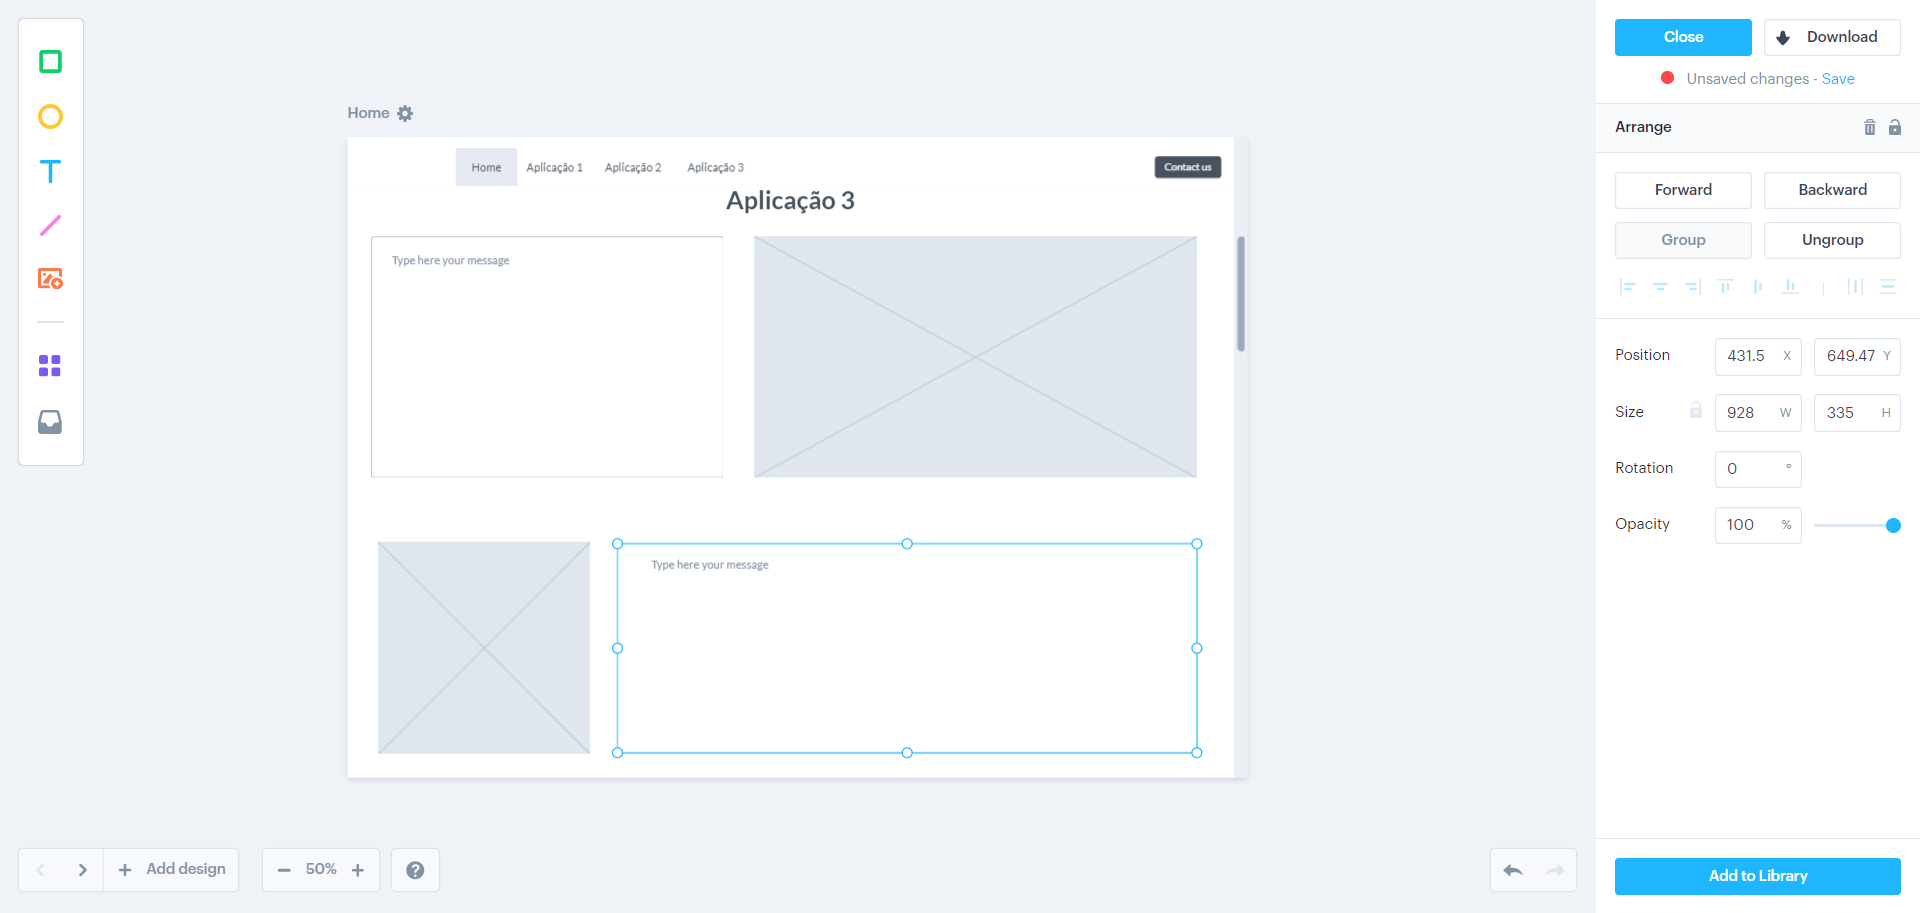 Close
Download
Unsaved changes - Save
Home
Arrange
Home Aplicação 1 Aplicação 2 Aplicação 3
Contact us
Aplicação 3
Forward
Backward
Group
Ungroup
Type here your message
Position 431.5 X 649.47 Y
Size 928 W 335 H
Rotation 0 °
Opacity 100 %
Type here your message
Add design
50%
Add to Library